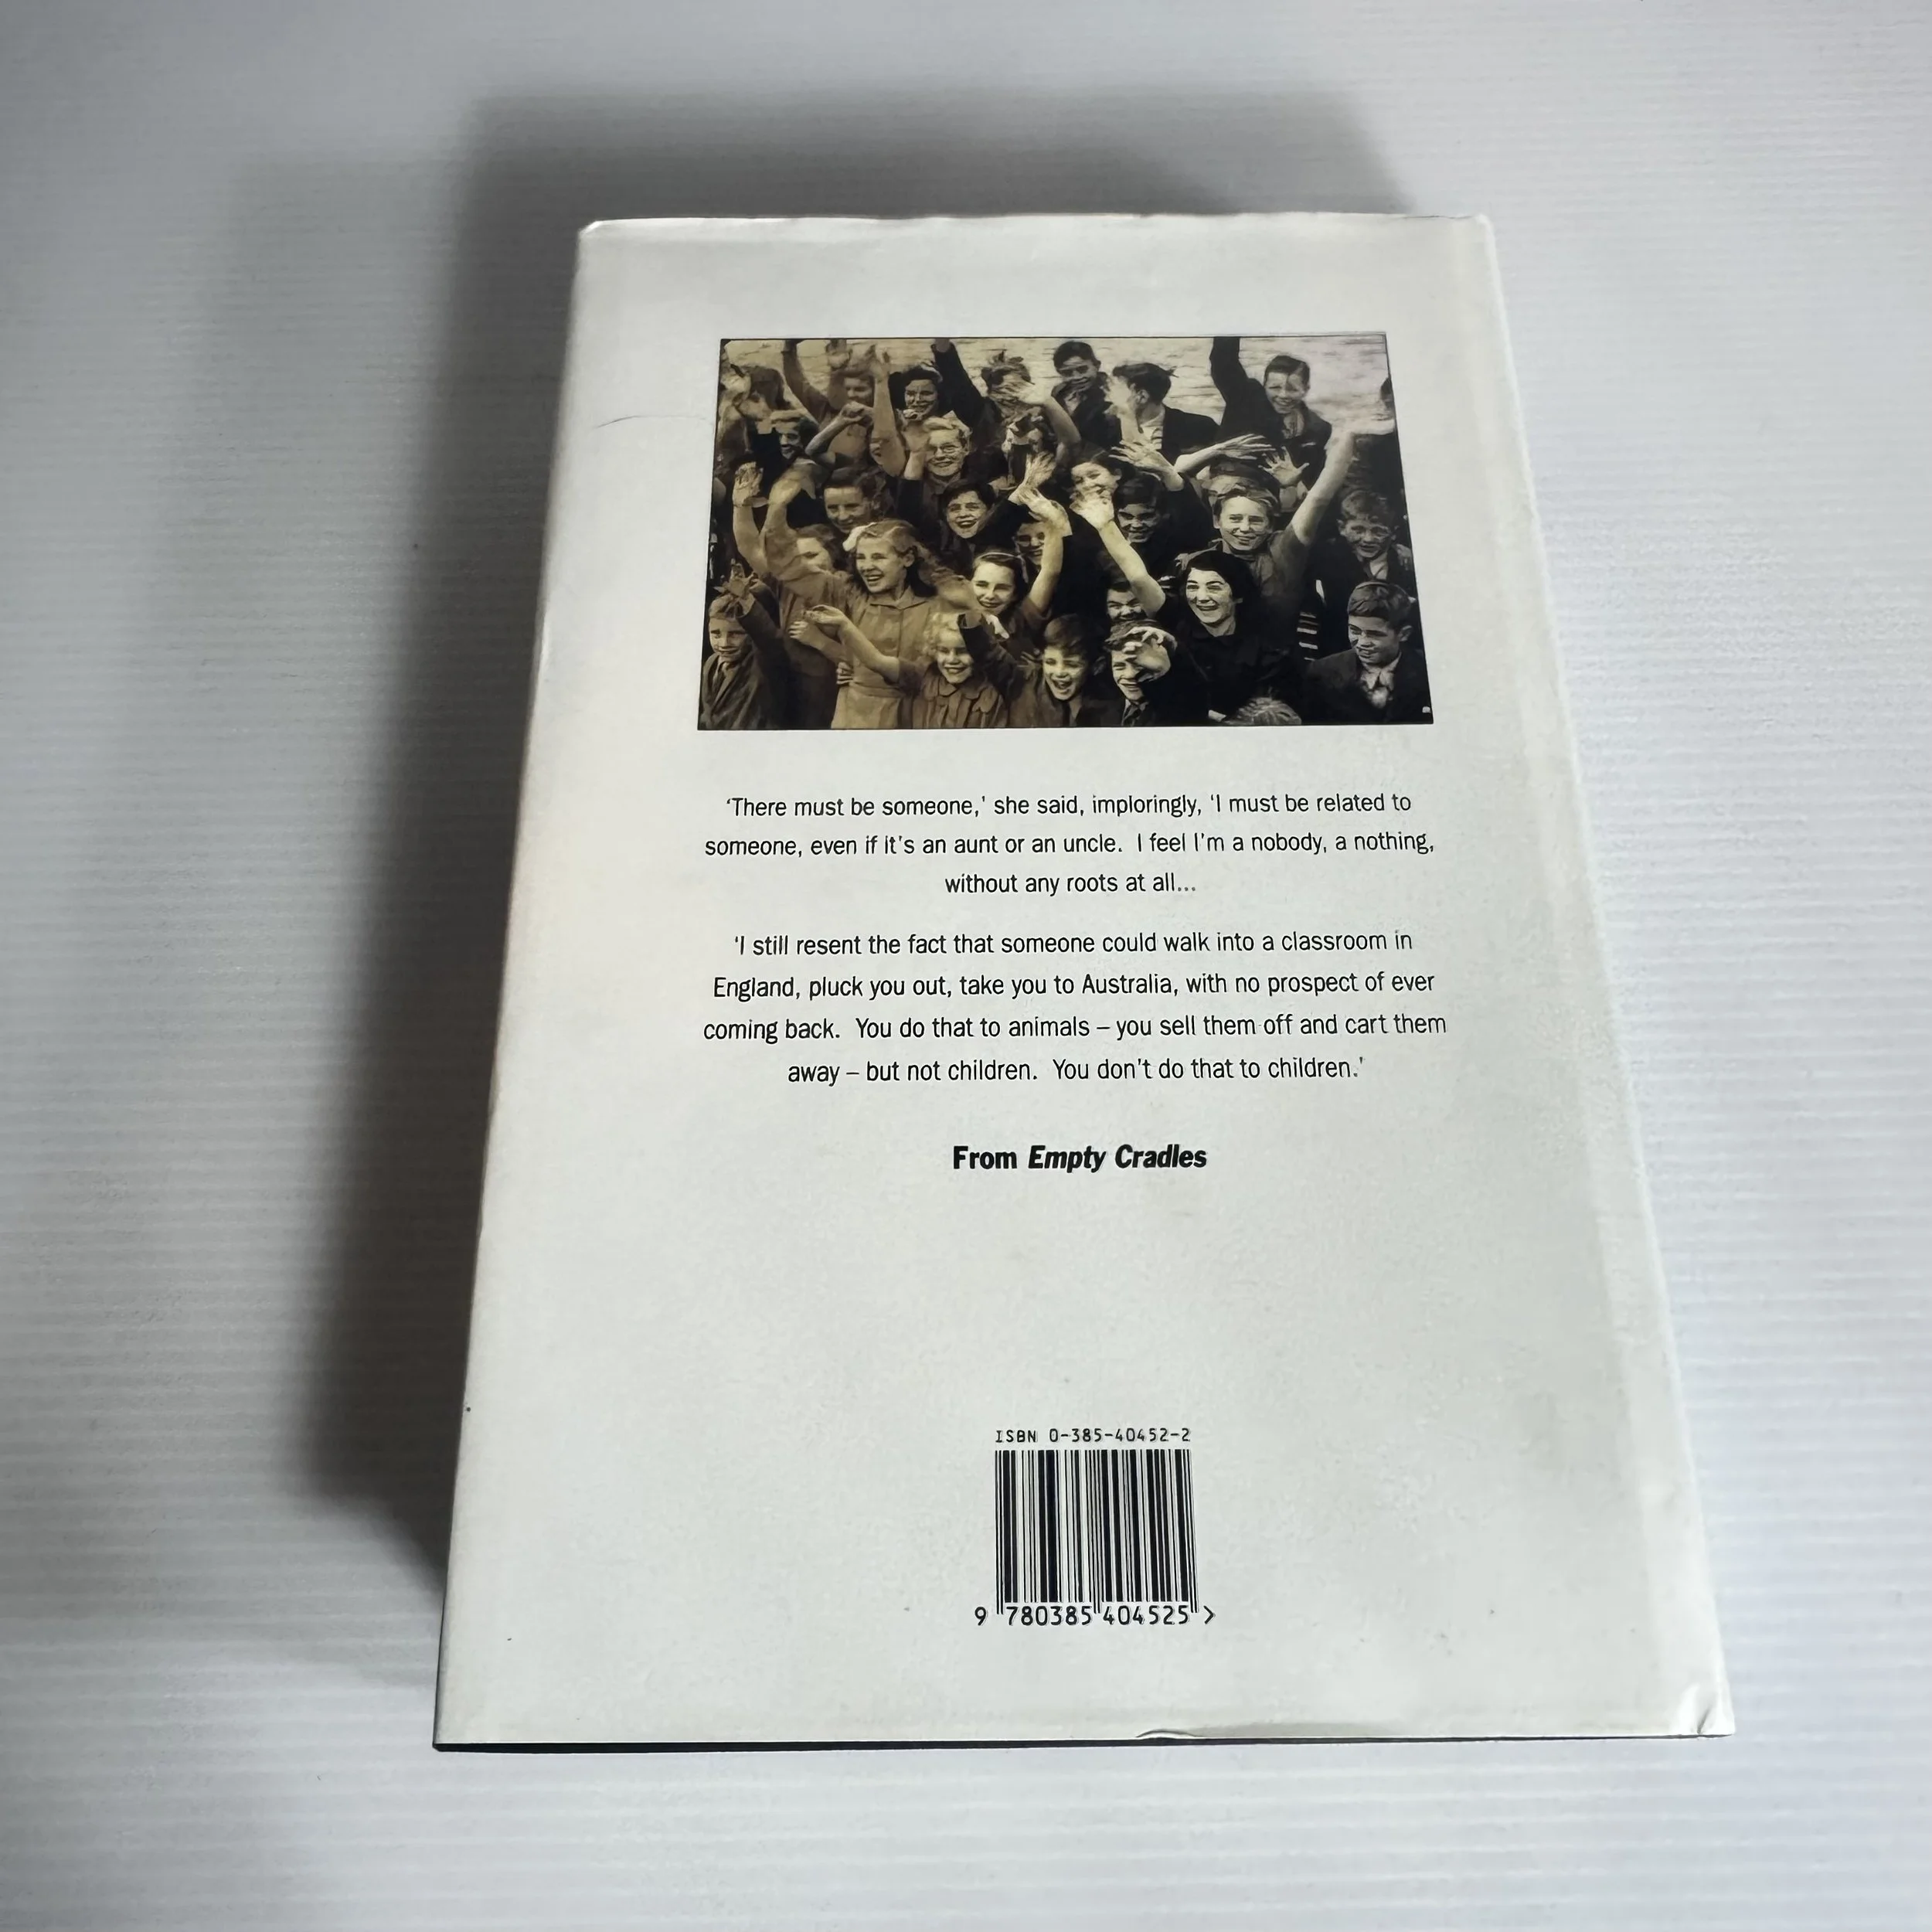 ‘There must be someone,’ she said, imploringly, ‘I must be related to
someone, even if it’s an aunt or an uncle. I feel I’m a nobody, a nothing,
without any roots at all...
‘I still resent the fact that someone could walk into a classroom in
England, pluck you out, take you to Australia, with no prospect of ever
coming back. You do that to animals – you sell them off and cart them
away – but not children. You don’t do that to children.’
From Empty Cradles
ISBN 0-385-40452-2
9 780385 404525 >